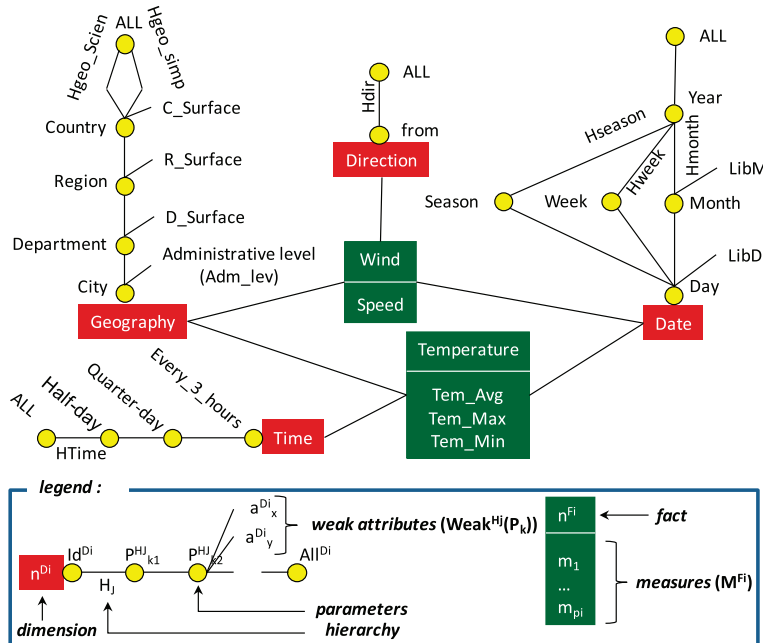 ALL
Hgeo_Scien
Hgeo_simp
C_Surface
Country
R_Surface
Region
D_Surface
Department
Administrative level
(Adm_lev)
City
Geography
ALL
Hdir
from
Direction
Wind
Speed
ALL
Year
Hseason
Hweek
Hmonth
LibM
Season
Week
Month
LibD
Day
Date
Temperature
Tem_Avg
Tem_Max
Tem_Min
ALL
Half-day
Quarter-day
Every_3_hours
HTime
Time
legend :
n^Di
Id^Di
H_J
P^HJ_k1
P^HJ_k2
a^Di_x
a^Di_y
weak attributes (Weak^Hj(P_k))
All^Di
dimension
parameters
hierarchy
n^Fi
fact
m_1
...
m_pi
measures (M^Fi)